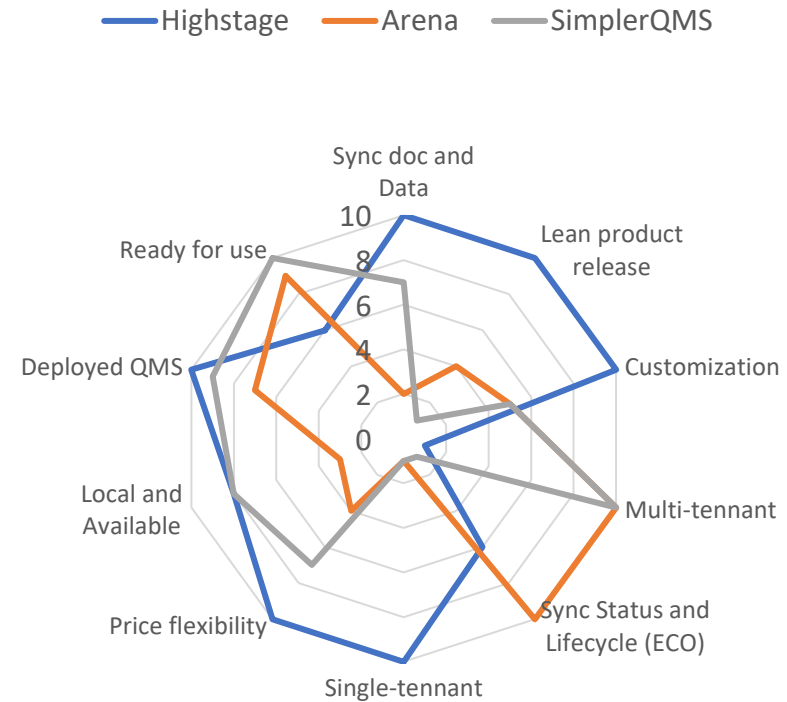 Highstage Arena SimplerQMS
Sync doc and
Data
10
8
6
4
2
0
Lean product
release
Customization
Multi-tennant
Sync Status and
Lifecycle (ECO)
Single-tennant
Price flexibility
Local and
Available
Deployed QMS
Ready for use